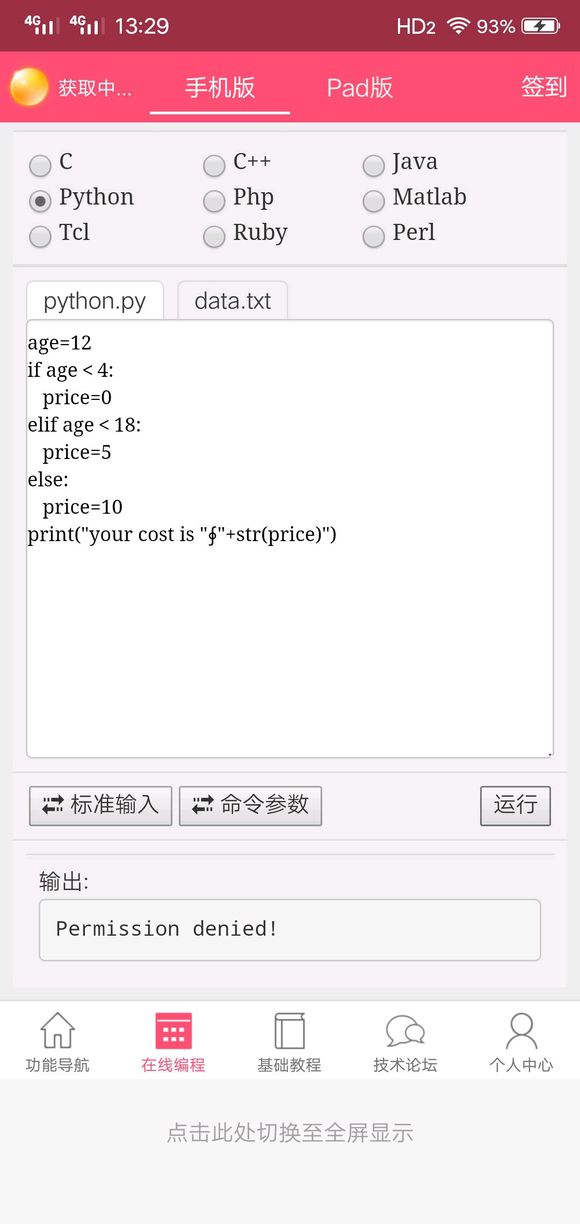 4G 4G 13:29 HD2 93%
获取中... 手机版 Pad版 签到
C C++ Java
Python Php Matlab
Tcl Ruby Perl
python.py data.txt
age=12
if age < 4:
price=0
elif age < 18:
price=5
else:
price=10
print("your cost is "∮"+str(price)")
标准输入 命令参数 运行
输出:
Permission denied!
功能导航 在线编程 基础教程 技术论坛 个人中心
点击此处切换至全屏显示